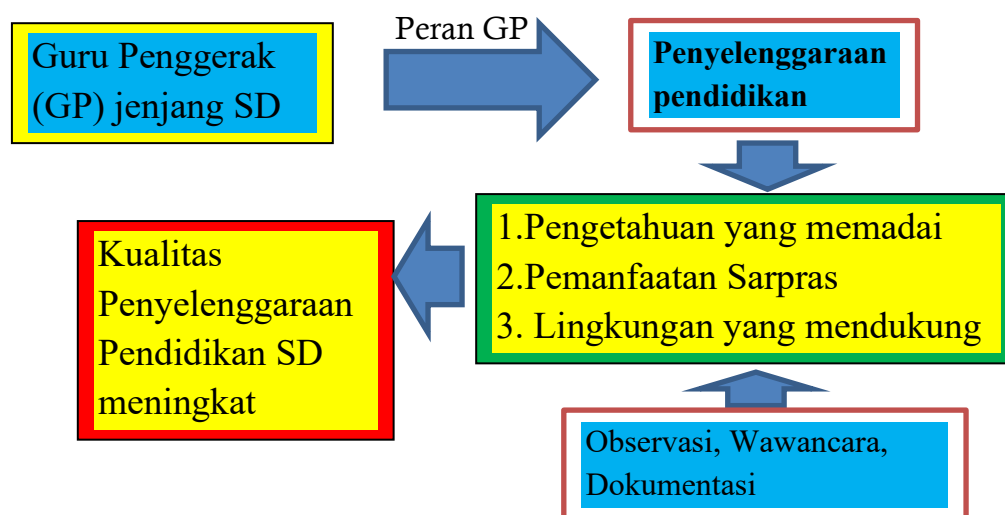 Guru Penggerak
(GP) jenjang SD
Peran GP
Penyelenggaraan
pendidikan
1.Pengetahuan yang memadai
2.Pemanfaatan Sarpras
3. Lingkungan yang mendukung
Kualitas
Penyelenggaraan
Pendidikan SD
meningkat
Observasi, Wawancara,
Dokumentasi